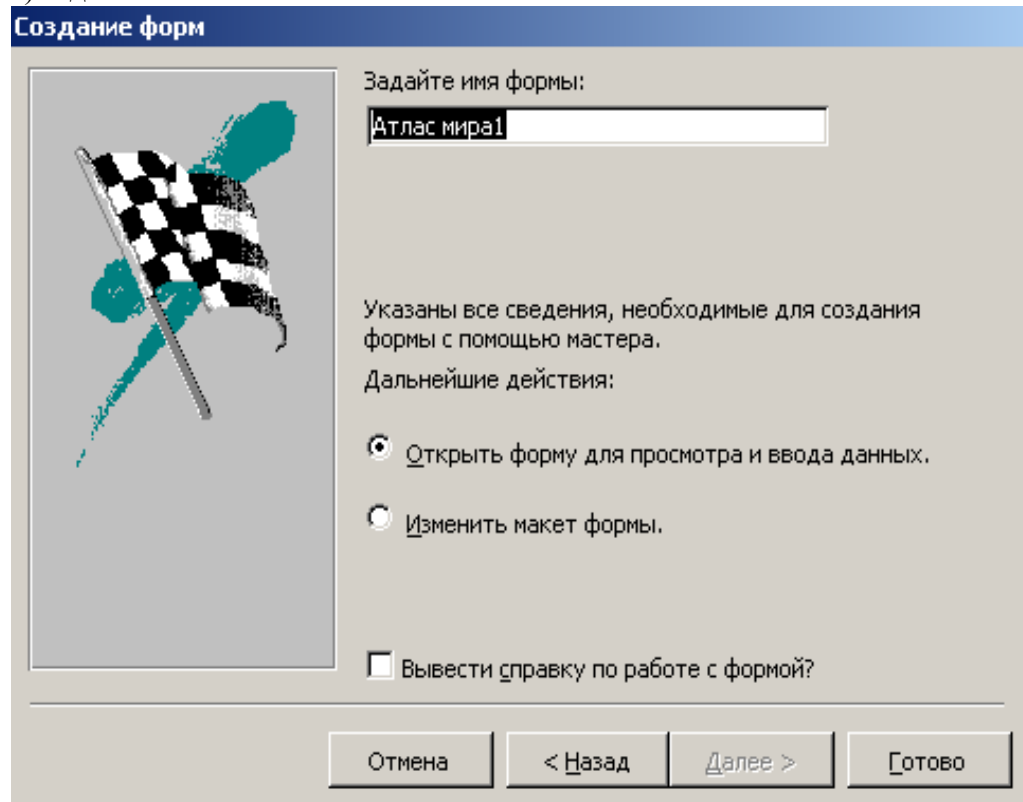 Создание форм
Задайте имя формы:
Атлас мира1
Указаны все сведения, необходимые для создания
формы с помощью мастера.
Дальнейшие действия:
Открыть форму для просмотра и ввода данных.
Изменить макет формы.
Вывести справку по работе с формой?
Отмена
< Назад
Далее >
Готово